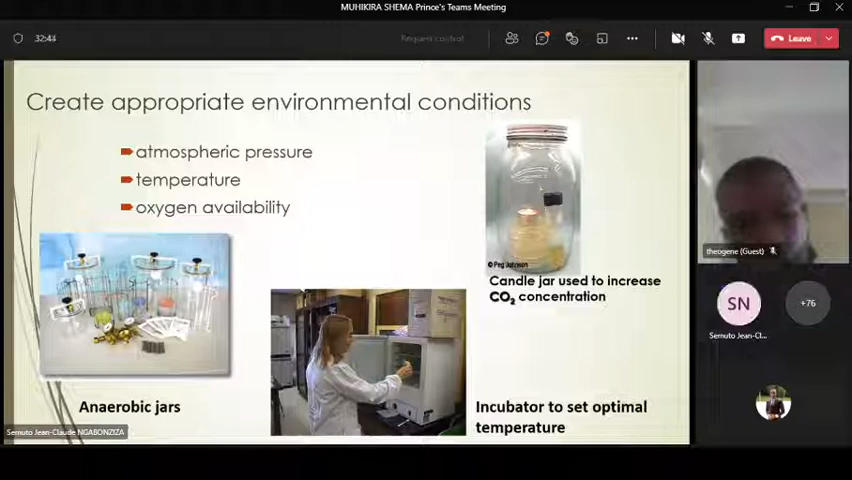 MUHIKIRA SHEMA Prince's Teams Meeting
32:44
Request control
Leave
Create appropriate environmental conditions
atmospheric pressure
temperature
oxygen availability
© Peg Johnson
Candle jar used to increase
CO₂ concentration
Anaerobic jars
Incubator to set optimal
temperature
Semuto Jean-Claude NGABONZIZA
theogene (Guest)
SN
+76
Semuto Jean-Cl...